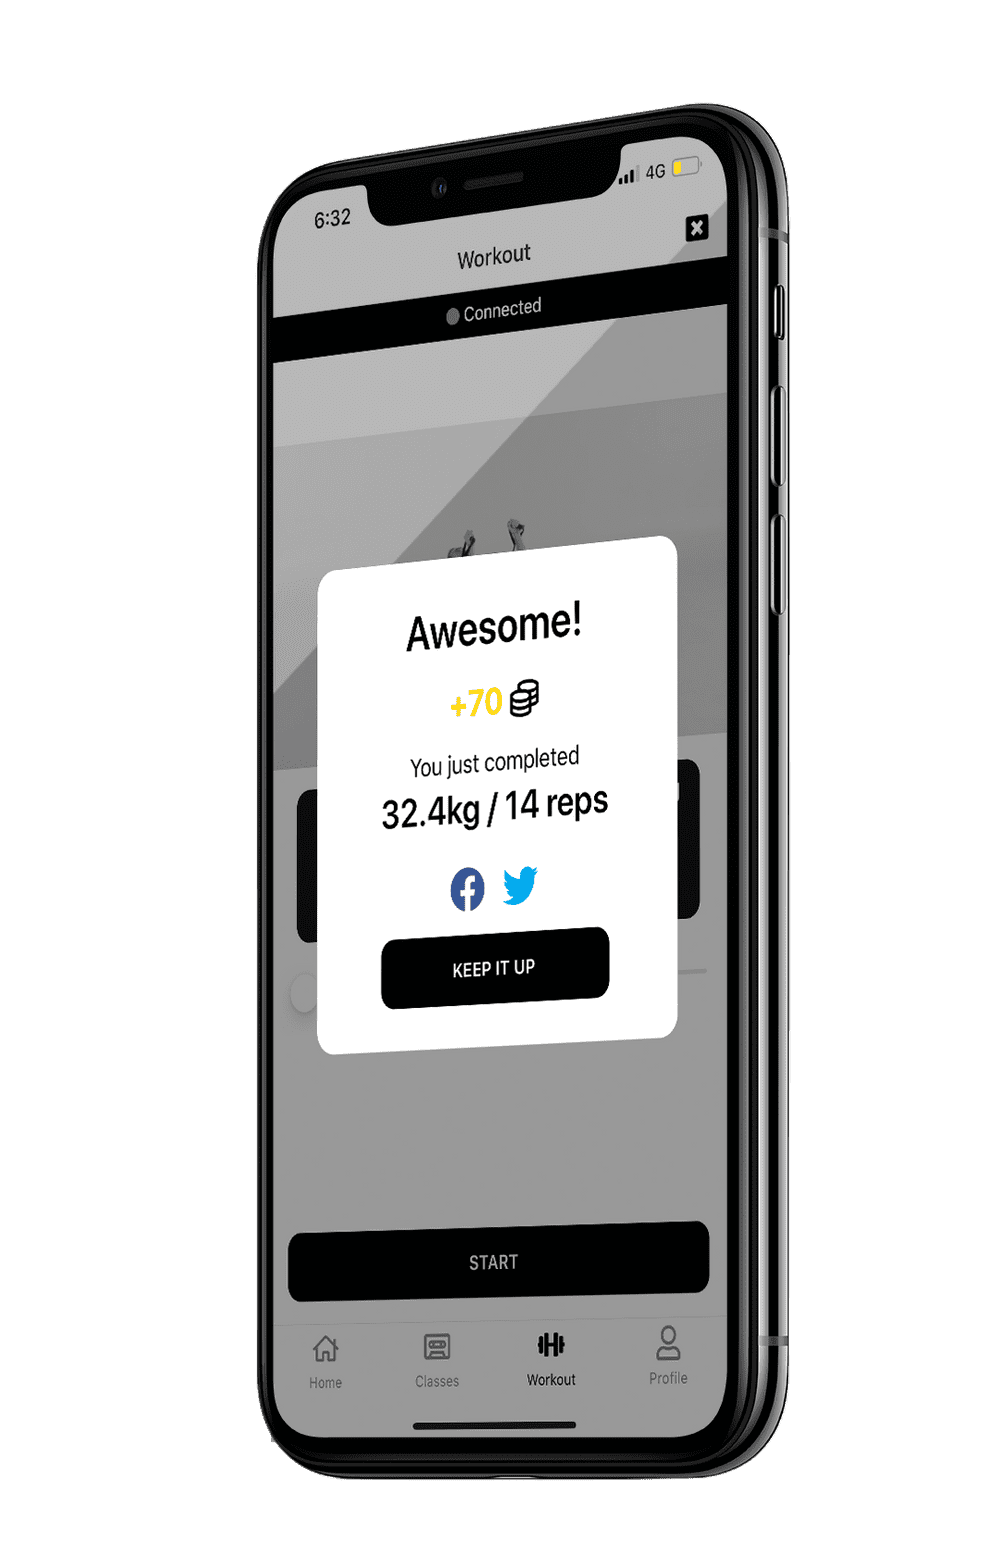 6:32
4G
Workout
Connected
Awesome!
+70
You just completed
32.4kg / 14 reps
KEEP IT UP
START
Home
Classes
Workout
Profile